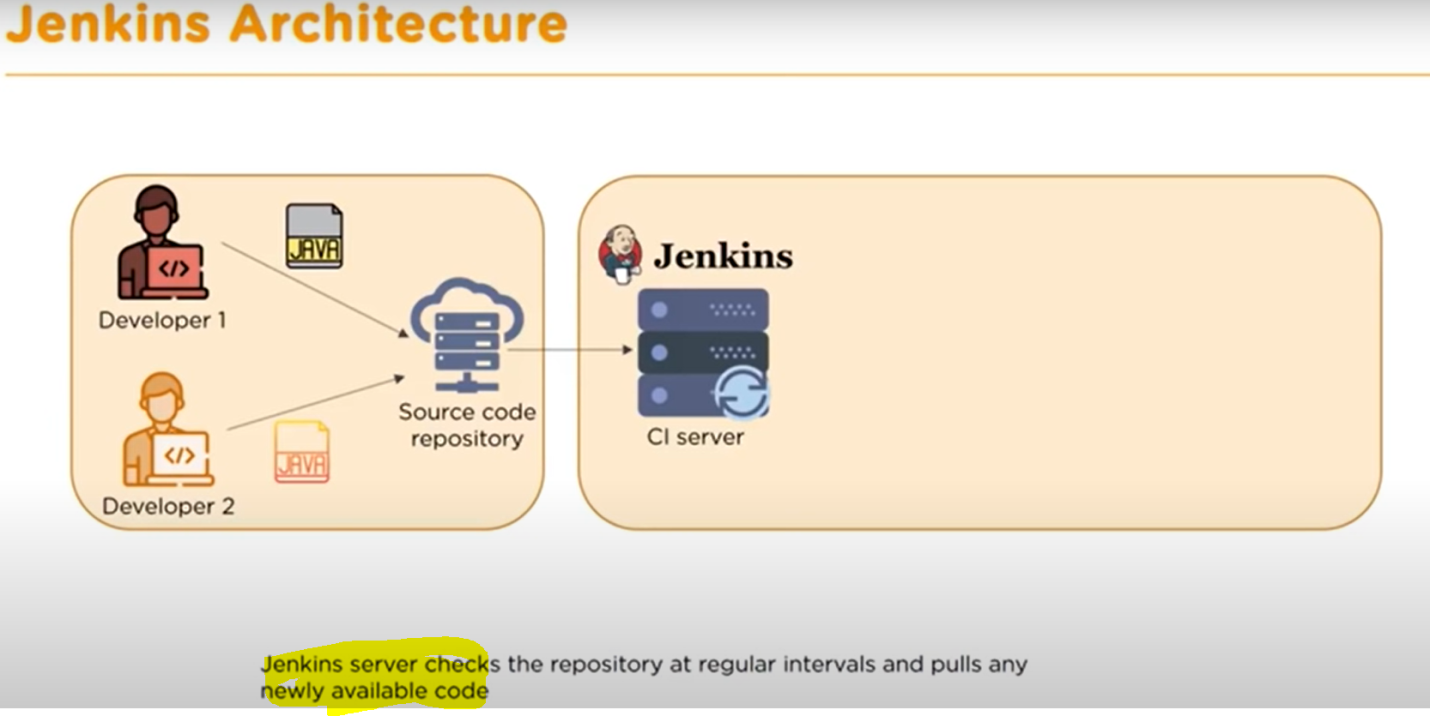 Jenkins Architecture
</>
JAVA
Developer 1
</>
JAVA
Developer 2
Source code
repository
Jenkins
CI server
Jenkins server checks the repository at regular intervals and pulls any
newly available code